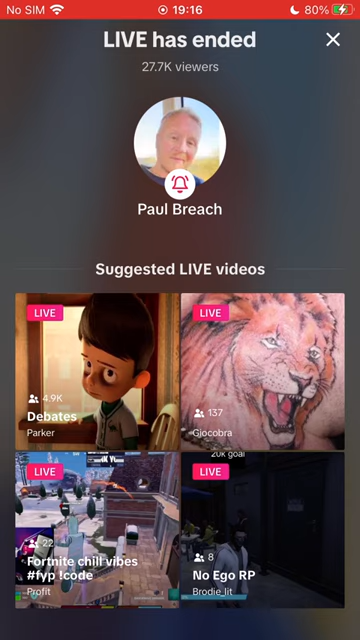 No SIM 19:16 80%
LIVE has ended
27.7K viewers
Paul Breach
Suggested LIVE videos
LIVE
4.9K
Debates
Parker
LIVE
137
Giocobra
LIVE
22
Fortnite chill vibes
#fyp !code
Profit
20k goal
LIVE
8
No Ego RP
Brodie_lit